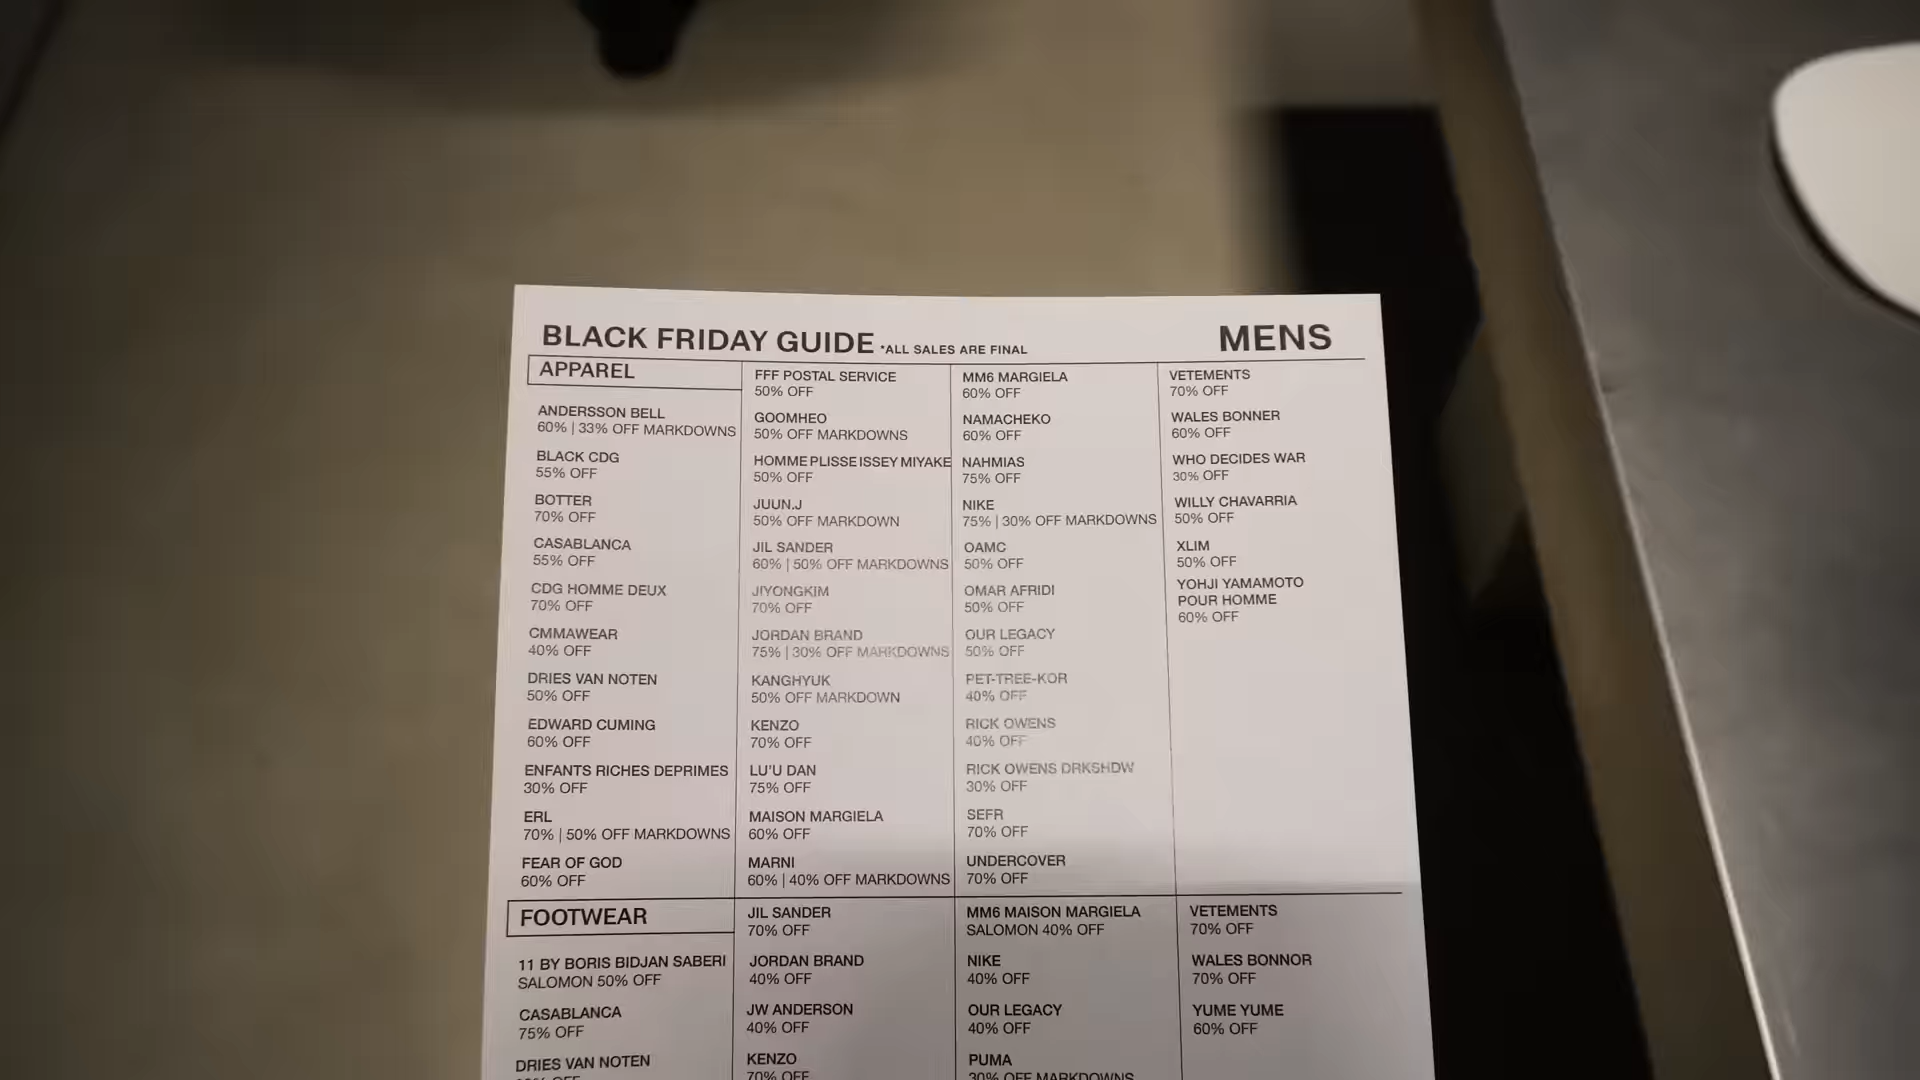 BLACK FRIDAY GUIDE *ALL SALES ARE FINAL
MENS
APPAREL
ANDERSSON BELL
60% | 33% OFF MARKDOWNS
BLACK CDG
55% OFF
BOTTER
70% OFF
CASABLANCA
55% OFF
CDG HOMME DEUX
70% OFF
CMMAWEAR
40% OFF
DRIES VAN NOTEN
50% OFF
EDWARD CUMING
60% OFF
ENFANTS RICHES DEPRIMES
30% OFF
ERL
70% | 50% OFF MARKDOWNS
FEAR OF GOD
60% OFF
FFF POSTAL SERVICE
50% OFF
GOOMHEO
50% OFF MARKDOWNS
HOMME PLISSE ISSEY MIYAKE
50% OFF
JUUN.J
50% OFF MARKDOWN
JIL SANDER
60% | 50% OFF MARKDOWNS
JIYONGKIM
70% OFF
JORDAN BRAND
75% | 30% OFF MARKDOWNS
KANGHYUK
50% OFF MARKDOWN
KENZO
70% OFF
LU'U DAN
75% OFF
MAISON MARGIELA
60% OFF
MARNI
60% | 40% OFF MARKDOWNS
MM6 MARGIELA
60% OFF
NAMACHEKO
60% OFF
NAHMIAS
75% OFF
NIKE
75% | 30% OFF MARKDOWNS
OAMC
50% OFF
OMAR AFRIDI
50% OFF
OUR LEGACY
50% OFF
PET-TREE-KOR
40% OFF
RICK OWENS
40% OFF
RICK OWENS DRKSHDW
30% OFF
SEFR
70% OFF
UNDERCOVER
70% OFF
VETEMENTS
70% OFF
WALES BONNER
60% OFF
WHO DECIDES WAR
30% OFF
WILLY CHAVARRIA
50% OFF
XLIM
50% OFF
YOHJI YAMAMOTO
POUR HOMME
60% OFF
FOOTWEAR
11 BY BORIS BIDJAN SABERI
SALOMON 50% OFF
CASABLANCA
75% OFF
DRIES VAN NOTEN
OFF
JIL SANDER
70% OFF
JORDAN BRAND
40% OFF
JW ANDERSON
40% OFF
KENZO
70% OFF
MM6 MAISON MARGIELA
SALOMON 40% OFF
NIKE
40% OFF
OUR LEGACY
40% OFF
PUMA
30% OFF MARKDOWNS
VETEMENTS
70% OFF
WALES BONNOR
70% OFF
YUME YUME
60% OFF